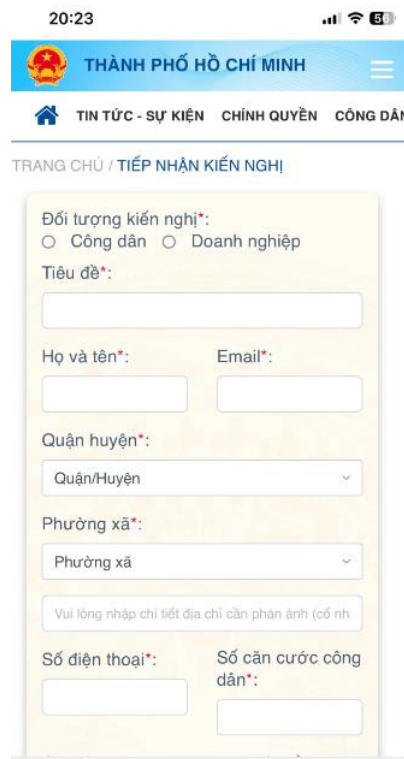 20:23
56
THÀNH PHỐ HỒ CHÍ MINH
TIN TỨC - SỰ KIỆN CHÍNH QUYỀN CÔNG DÂN
TRANG CHỦ / TIẾP NHẬN KIẾN NGHỊ
Đối tượng kiến nghị*:
Công dân Doanh nghiệp
Tiêu đề*:
Họ và tên*: Email*:
Quận huyện*:
Quận/Huyện
Phường xã*:
Phường xã
Vui lòng nhập chi tiết địa chỉ cần phản ánh (cố nh
Số điện thoại*: Số căn cước công
dân*: